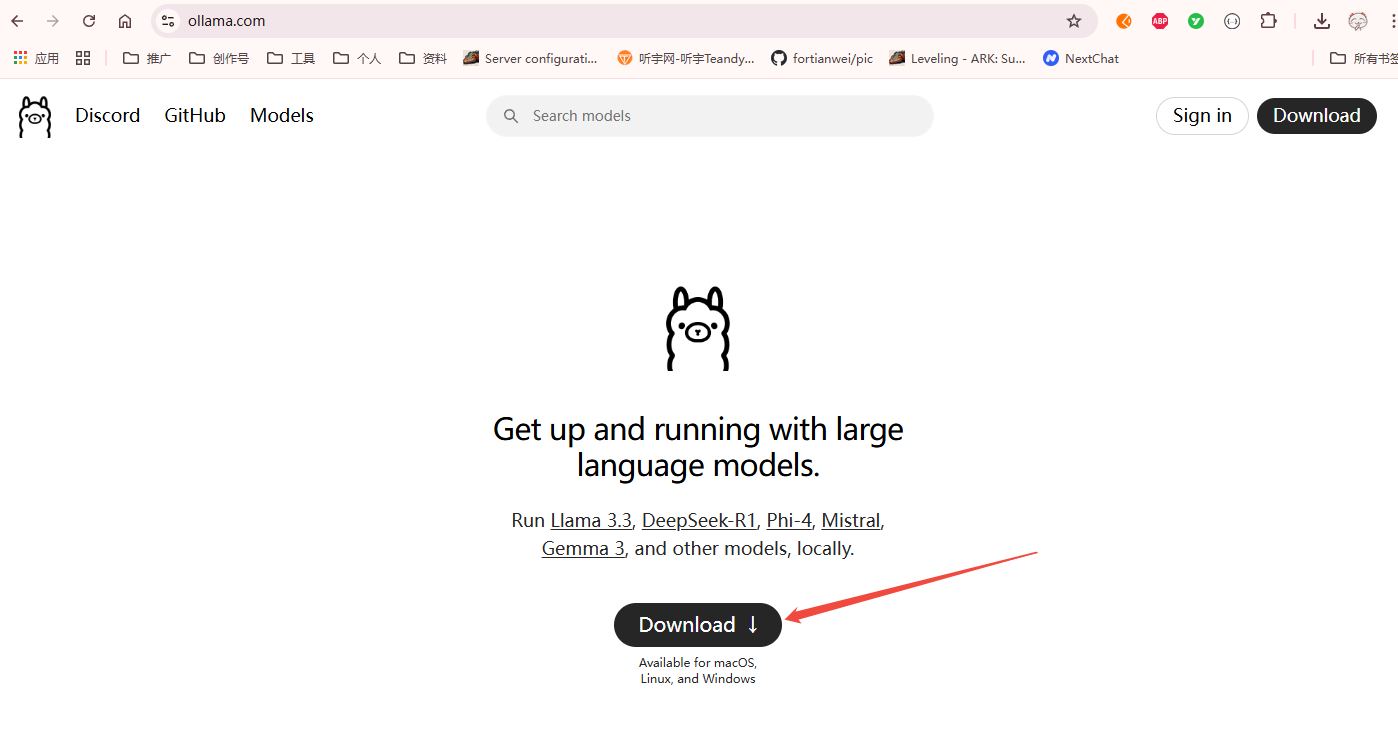 ollama.com
ABP
应用
推广
创作号
工具
个人
资料
Server configurati...
听宇网-听宇Teandy...
fortianwei/pic
Leveling - ARK: Su...
NextChat
所有书签
Discord
GitHub
Models
Search models
Sign in
Download
Get up and running with large
language models.
Run Llama 3.3, DeepSeek-R1, Phi-4, Mistral,
Gemma 3, and other models, locally.
Download ↓
Available for macOS,
Linux, and Windows